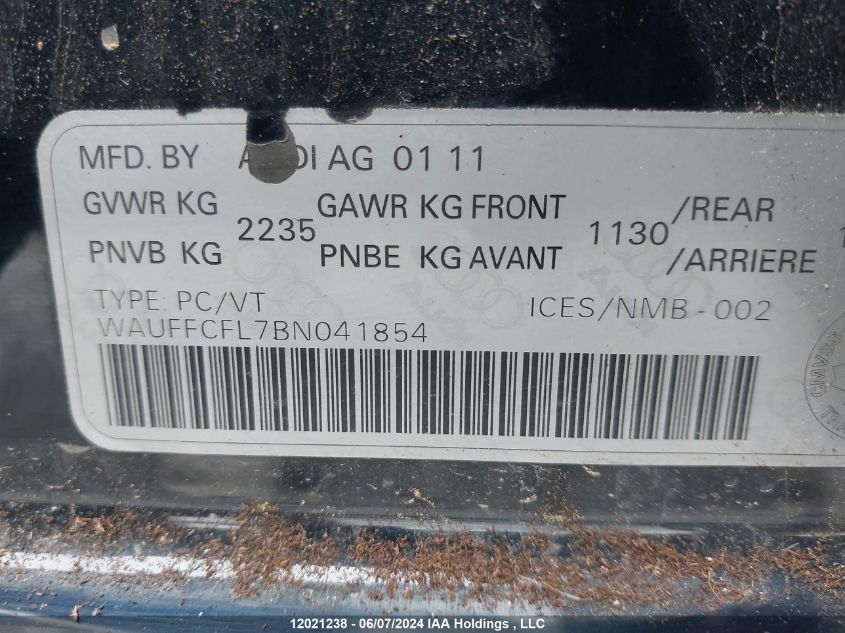 MFD. BY AG 01 11
GVWR KG 2235 GAWR KG FRONT 1130 /REAR
PNVB KG PNBE KG AVANT /ARRIERE
TYPE: PC/VT ICES/NMB - 002
WAUFFCFL7BN041854
Audi
CMVSS
12021238 - 06/07/2024 IAA Holdings , LLC